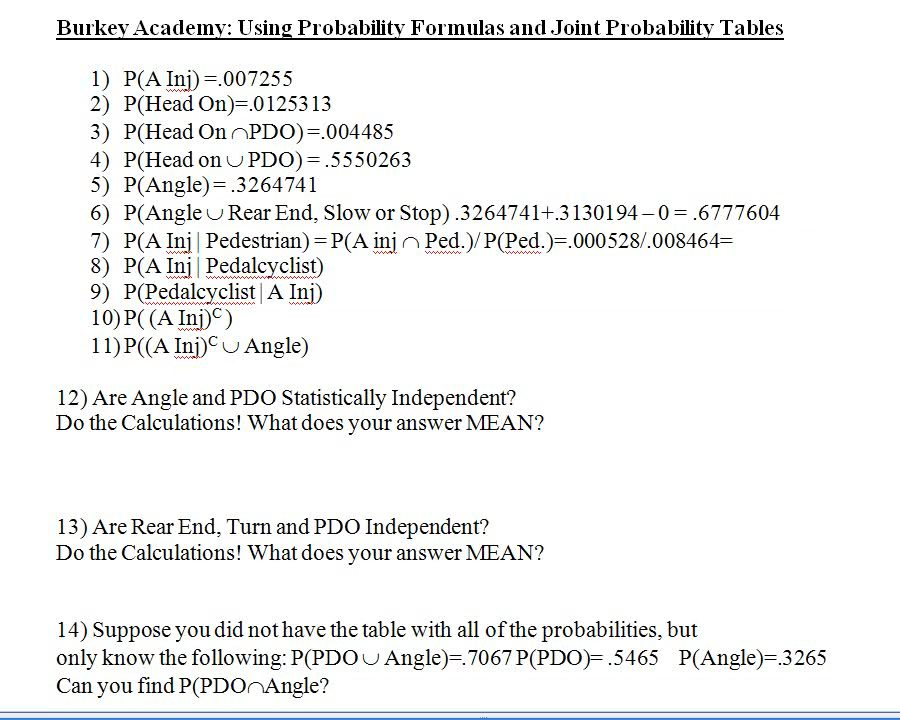 Burkey Academy: Using Probability Formulas and Joint Probability Tables
1) P(A Inj)=.007255
2) P(Head On)=.0125313
3) P(Head On ∩PDO)=.004485
4) P(Head on ∪ PDO)= .5550263
5) P(Angle)= .3264741
6) P(Angle ∪ Rear End, Slow or Stop) .3264741+.3130194 – 0 = .6777604
7) P(A Inj| Pedestrian) = P(A inj ∩ Ped.)/ P(Ped.)=.000528/.008464=
8) P(A Inj| Pedalcyclist)
9) P(Pedalcyclist|A Inj)
10) P( (A Inj)ᶜ )
11) P((A Inj)ᶜ ∪ Angle)
12) Are Angle and PDO Statistically Independent?
Do the Calculations! What does your answer MEAN?
13) Are Rear End, Turn and PDO Independent?
Do the Calculations! What does your answer MEAN?
14) Suppose you did not have the table with all of the probabilities, but
only know the following: P(PDO ∪ Angle)=.7067 P(PDO)= .5465 P(Angle)=.3265
Can you find P(PDO∩Angle?